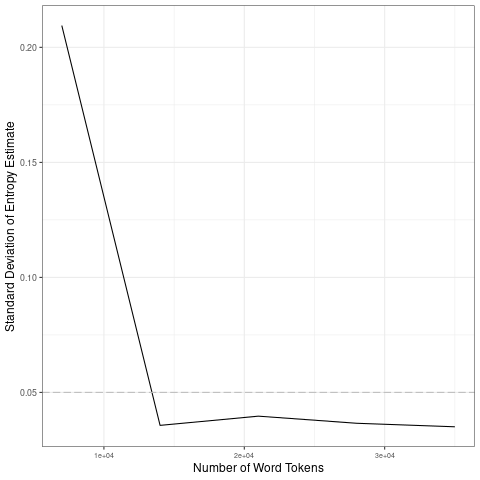 Standard Deviation of Entropy Estimate
0.20
0.15
0.10
0.05
1e+04 2e+04 3e+04
Number of Word Tokens